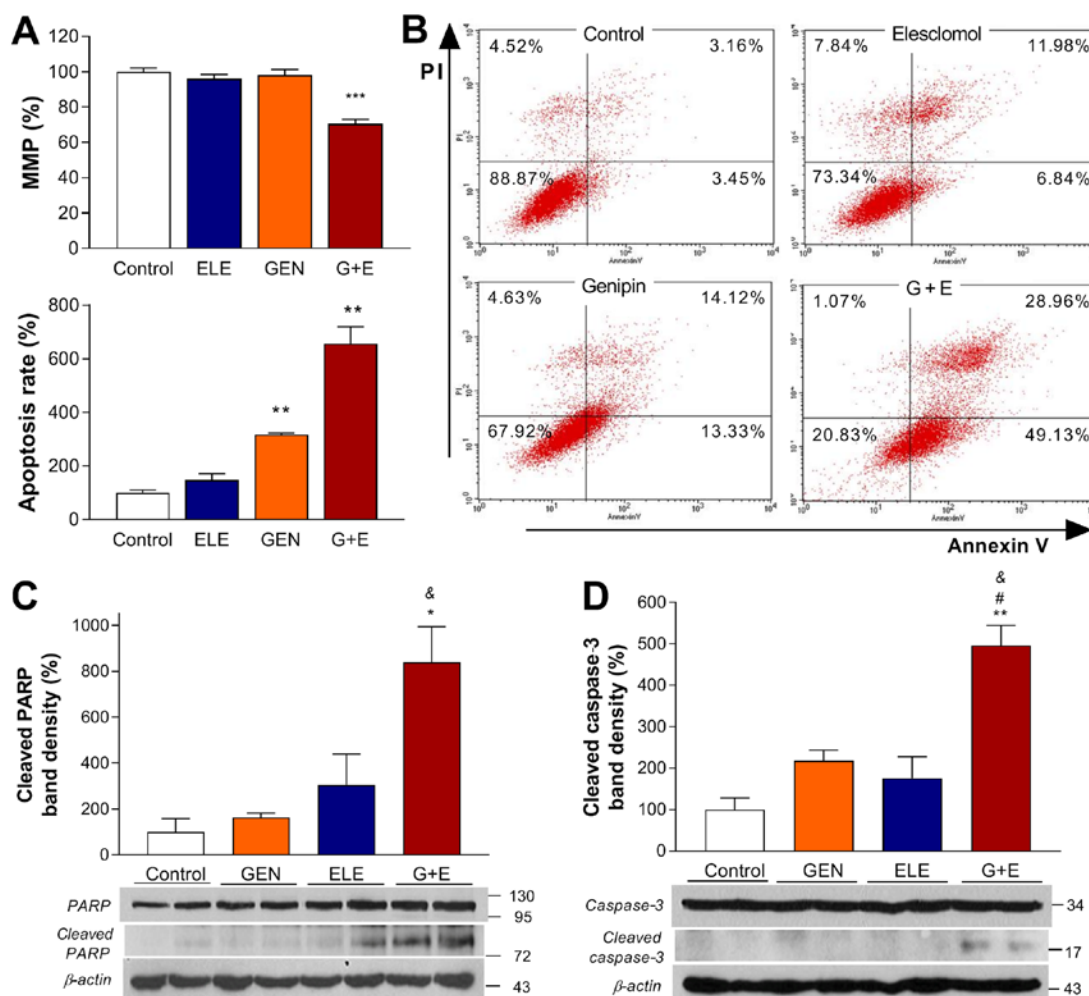 A
MMP (%)
120
100
80
60
40
20
0
***
Control ELE GEN G+E
Apoptosis rate (%)
800
600
400
200
0
**
**
Control ELE GEN G+E
B
PI
Control
4.52% 3.16%
88.87% 3.45%
Elesclomol
7.84% 11.98%
73.34% 6.84%
Genipin
4.63% 14.12%
67.92% 13.33%
G+E
1.07% 28.96%
20.83% 49.13%
Annexin V
C
Cleaved PARP
band density (%)
1000
800
600
400
200
0
&
*
Control GEN ELE G+E
PARP
130
95
Cleaved
PARP
72
β-actin
43
D
Cleaved caspase-3
band density (%)
600
500
400
300
200
100
0
&
#
**
Control GEN ELE G+E
Caspase-3
34
Cleaved
caspase-3
17
β-actin
43